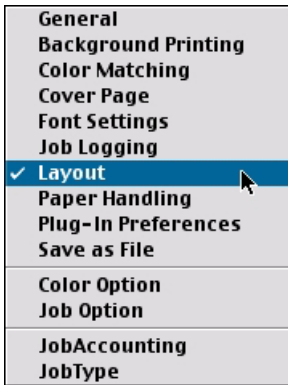 General
Background Printing
Color Matching
Cover Page
Font Settings
Job Logging
Layout
Paper Handling
Plug-In Preferences
Save as File
Color Option
Job Option
JobAccounting
JobType